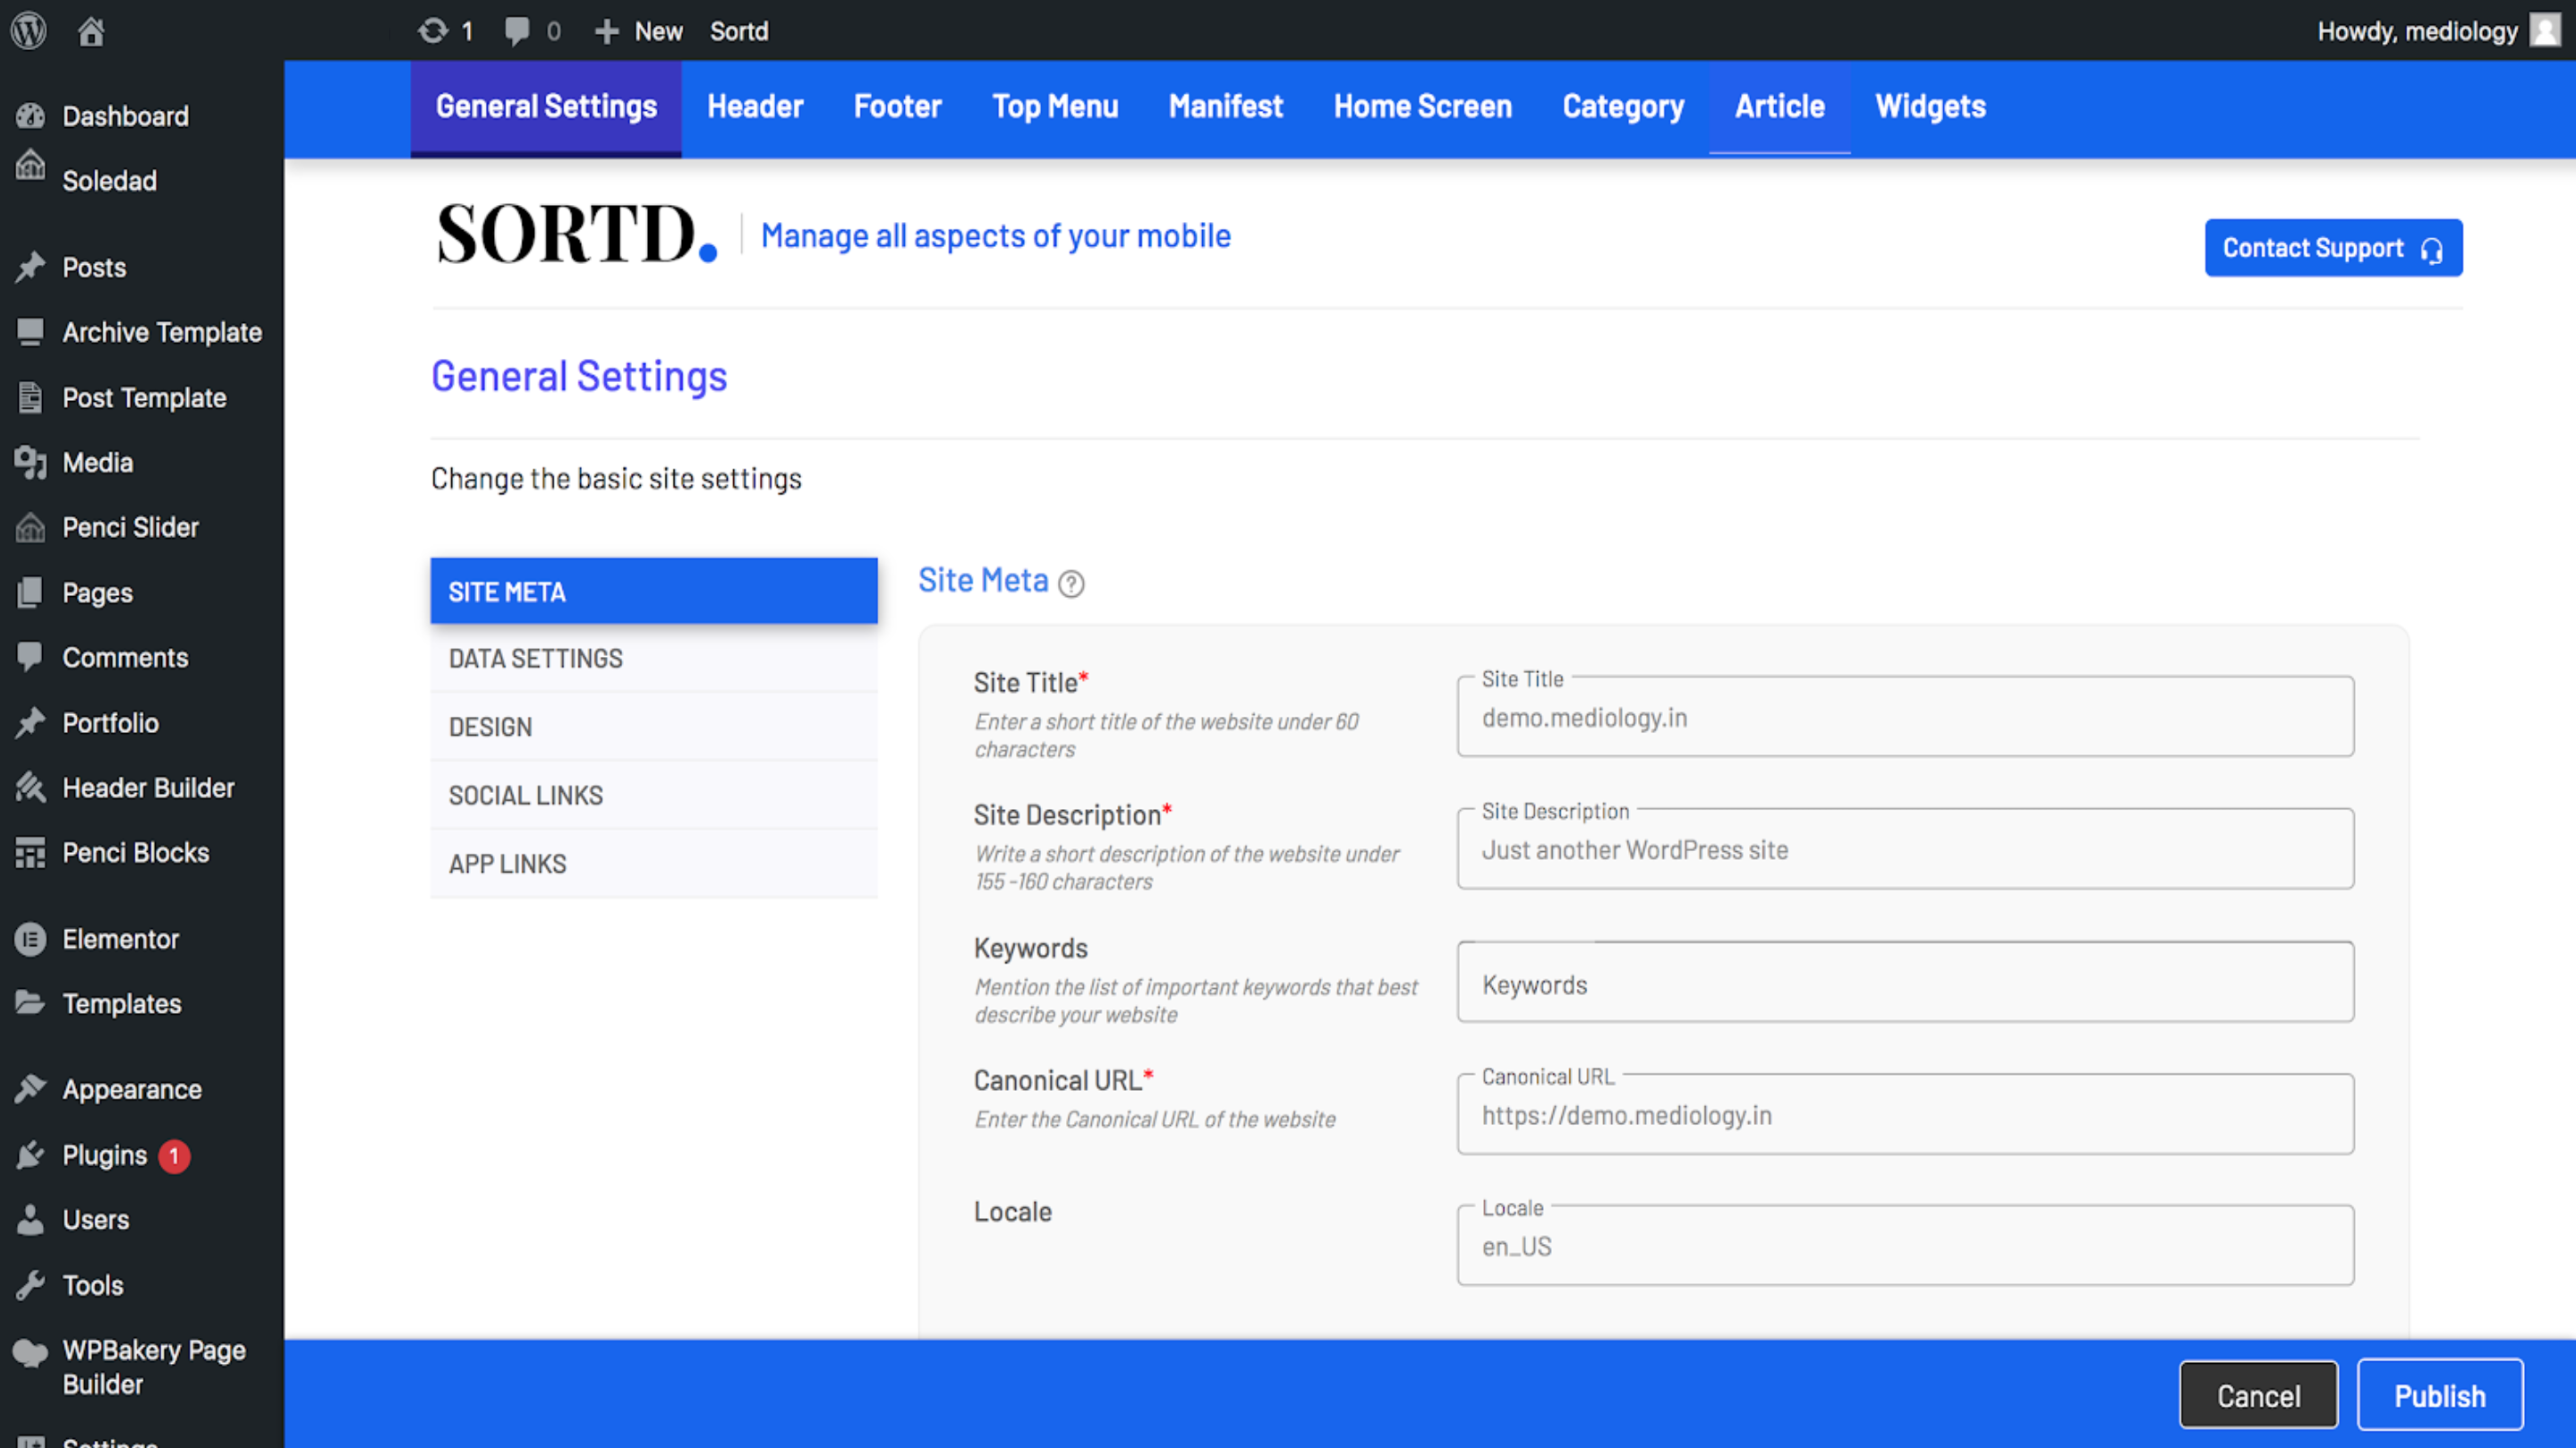 1
0
New
Sortd
Howdy, mediology
Dashboard
Soledad
Posts
Archive Template
Post Template
Media
Penci Slider
Pages
Comments
Portfolio
Header Builder
Penci Blocks
Elementor
Templates
Appearance
Plugins 1
Users
Tools
WPBakery Page
Builder
Settings
General Settings
Header
Footer
Top Menu
Manifest
Home Screen
Category
Article
Widgets
SORTD.
Manage all aspects of your mobile
Contact Support
General Settings
Change the basic site settings
SITE META
DATA SETTINGS
DESIGN
SOCIAL LINKS
APP LINKS
Site Meta ?
Site Title*
Enter a short title of the website under 60
characters
Site Title
demo.mediology.in
Site Description*
Write a short description of the website under
155 -160 characters
Site Description
Just another WordPress site
Keywords
Mention the list of important keywords that best
describe your website
Keywords
Canonical URL*
Enter the Canonical URL of the website
Canonical URL
https://demo.mediology.in
Locale
Locale
en_US
Cancel
Publish